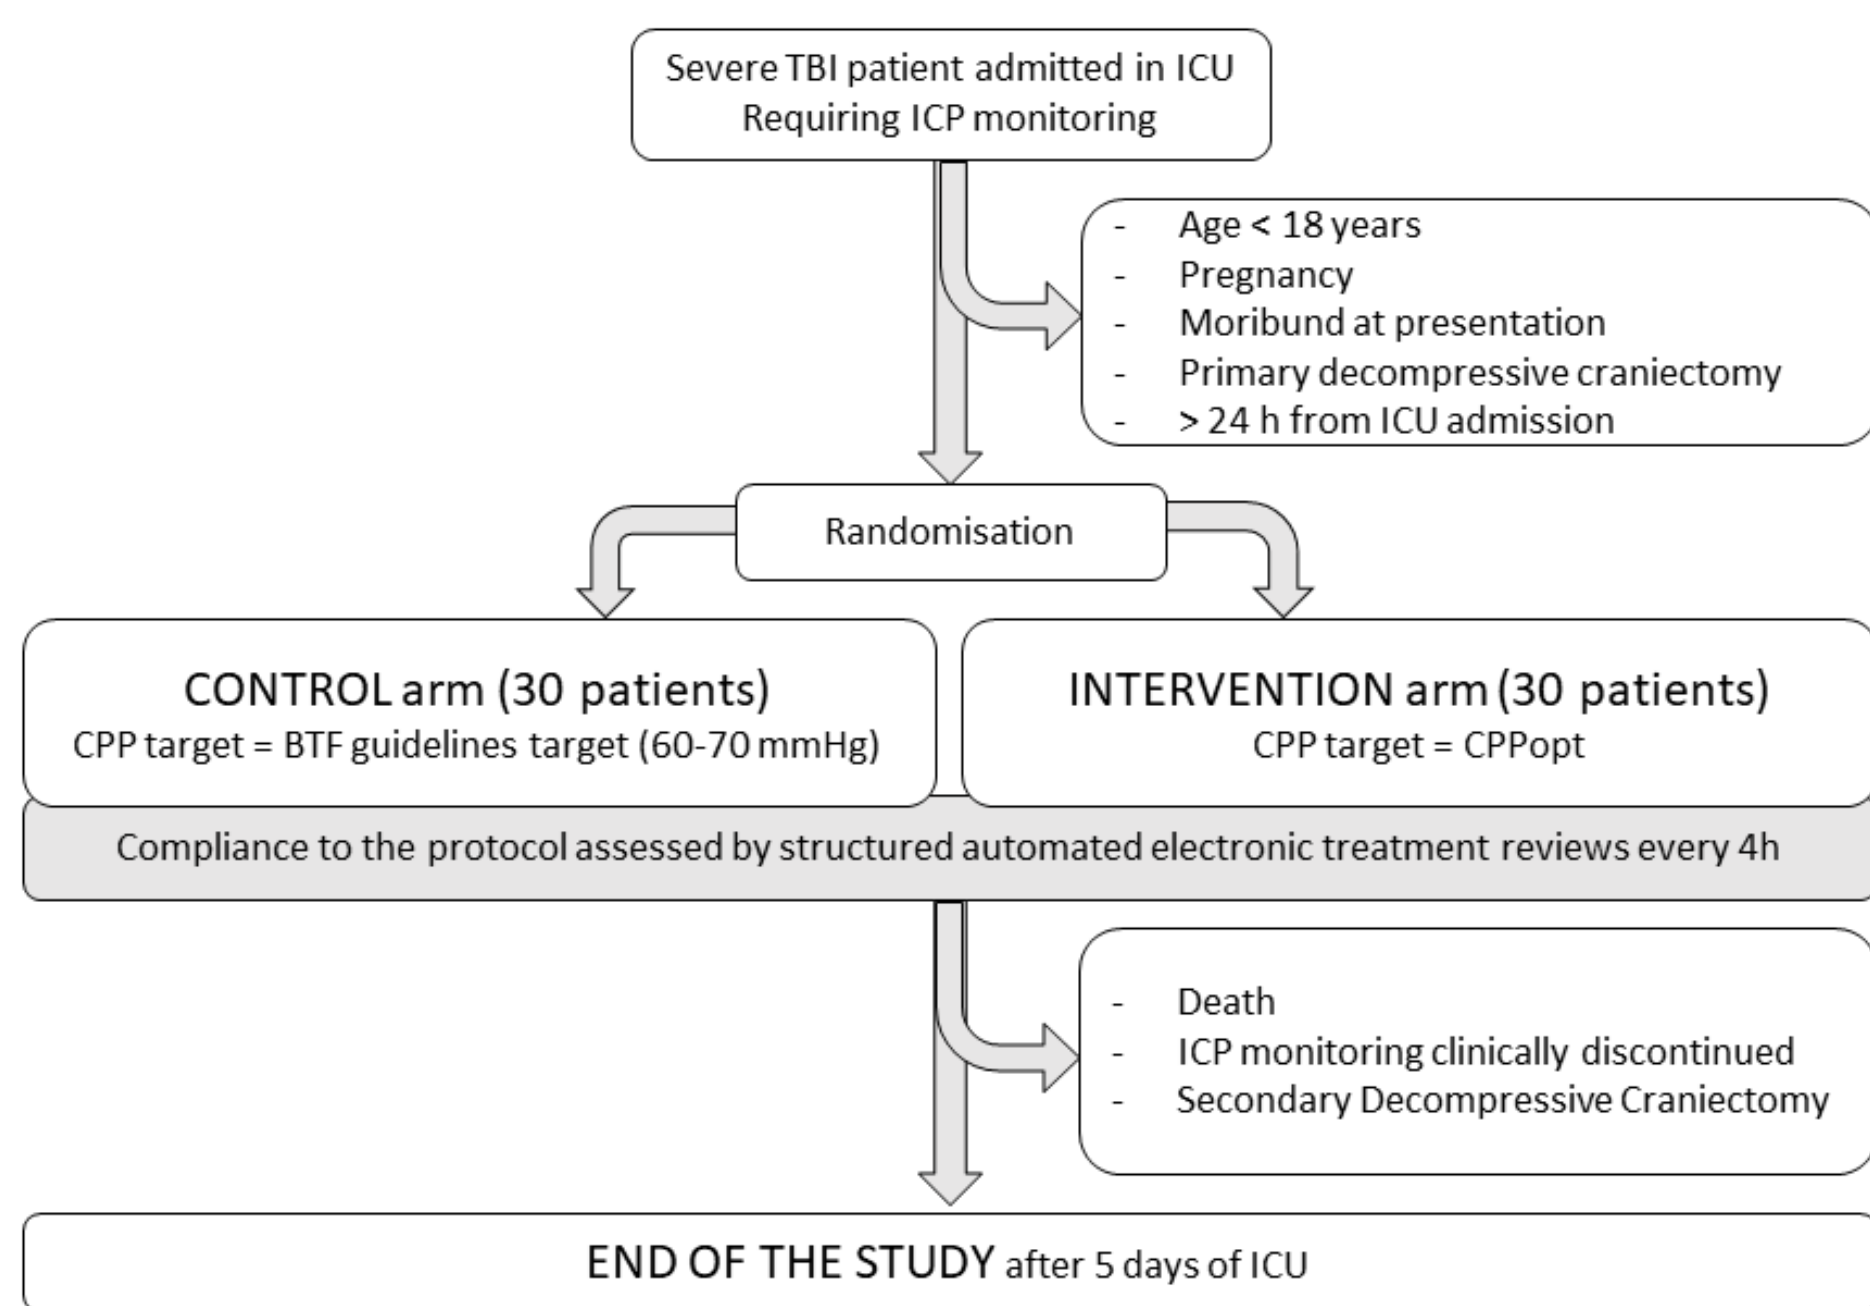 Severe TBI patient admitted in ICU
Requiring ICP monitoring
- Age < 18 years
- Pregnancy
- Moribund at presentation
- Primary decompressive craniectomy
- > 24 h from ICU admission
Randomisation
CONTROL arm (30 patients)
CPP target = BTF guidelines target (60-70 mmHg)
INTERVENTION arm (30 patients)
CPP target = CPPopt
Compliance to the protocol assessed by structured automated electronic treatment reviews every 4h
- Death
- ICP monitoring clinically discontinued
- Secondary Decompressive Craniectomy
END OF THE STUDY after 5 days of ICU